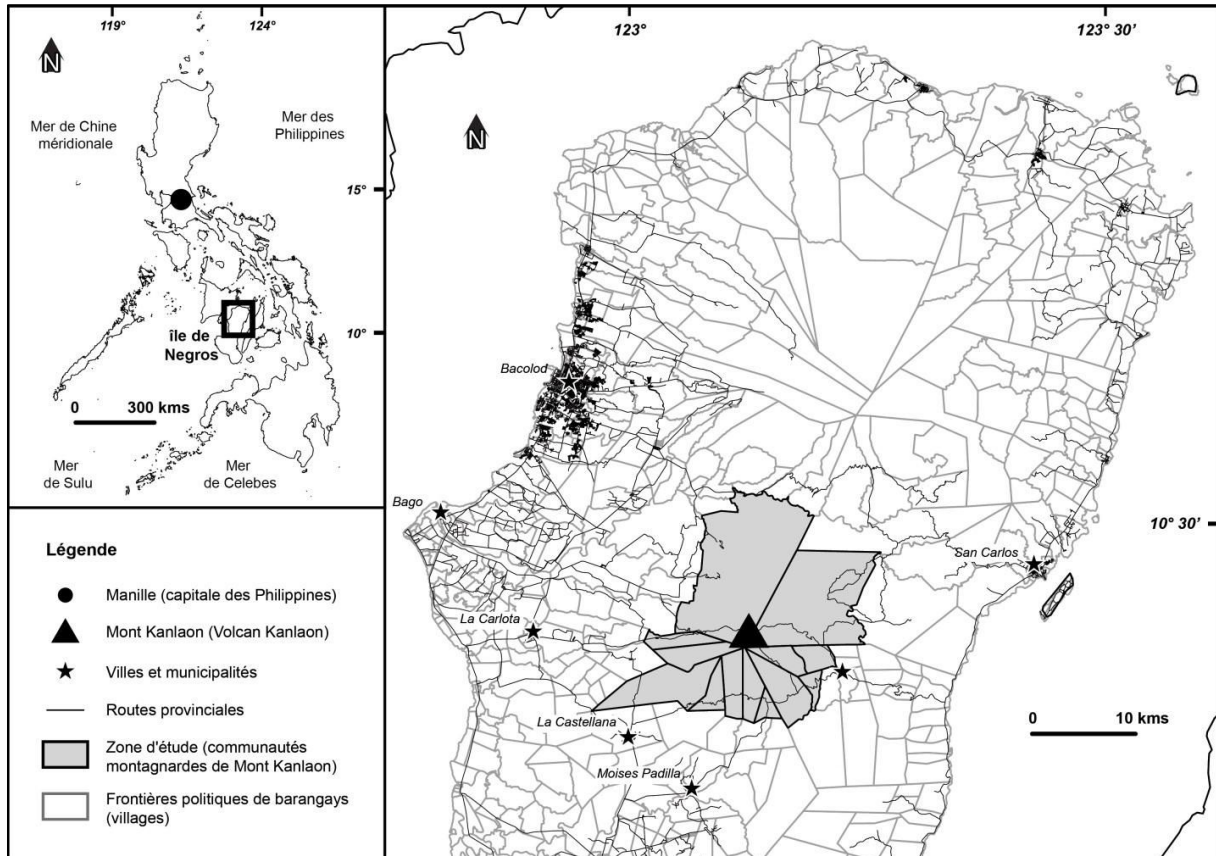 119°
124°
N
Mer de Chine
méridionale
Mer des
Philippines
15°
10°
île de
Negros
0 300 kms
Mer
de Sulu
Mer
de Celebes
Légende
Manille (capitale des Philippines)
Mont Kanlaon (Volcan Kanlaon)
Villes et municipalités
Routes provinciales
Zone d'étude (communautés
montagnardes de Mont Kanlaon)
Frontières politiques de barangays
(villages)
123°
123° 30’
N
Bacolod
Bago
10° 30’
San Carlos
La Carlota
La Castellana
0 10 kms
Moises Padilla